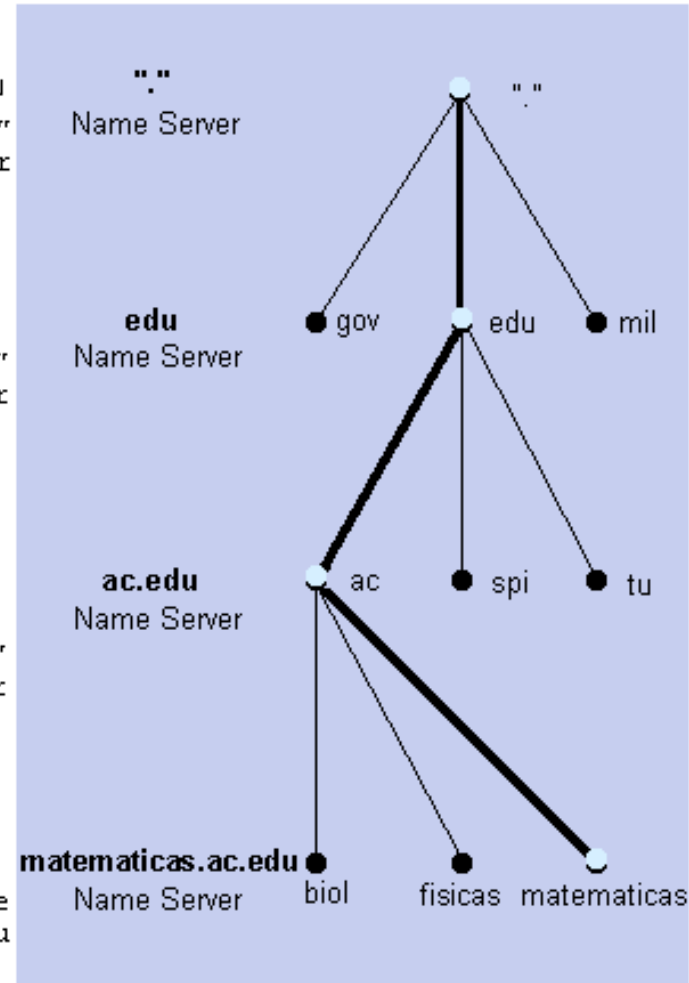 "."
Name Server
"."
edu
Name Server
gov
edu
mil
ac.edu
Name Server
ac
spi
tu
matematicas.ac.edu
Name Server
biol
fisicas
matematicas